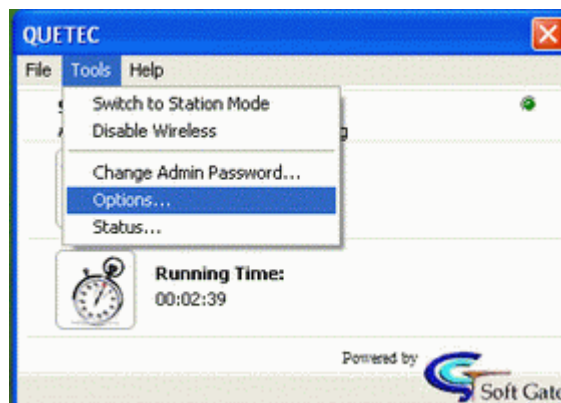 QUETEC
File Tools Help
Switch to Station Mode
Disable Wireless
Change Admin Password...
Options...
Status...
Running Time:
00:02:39
Powered by
Soft Gate